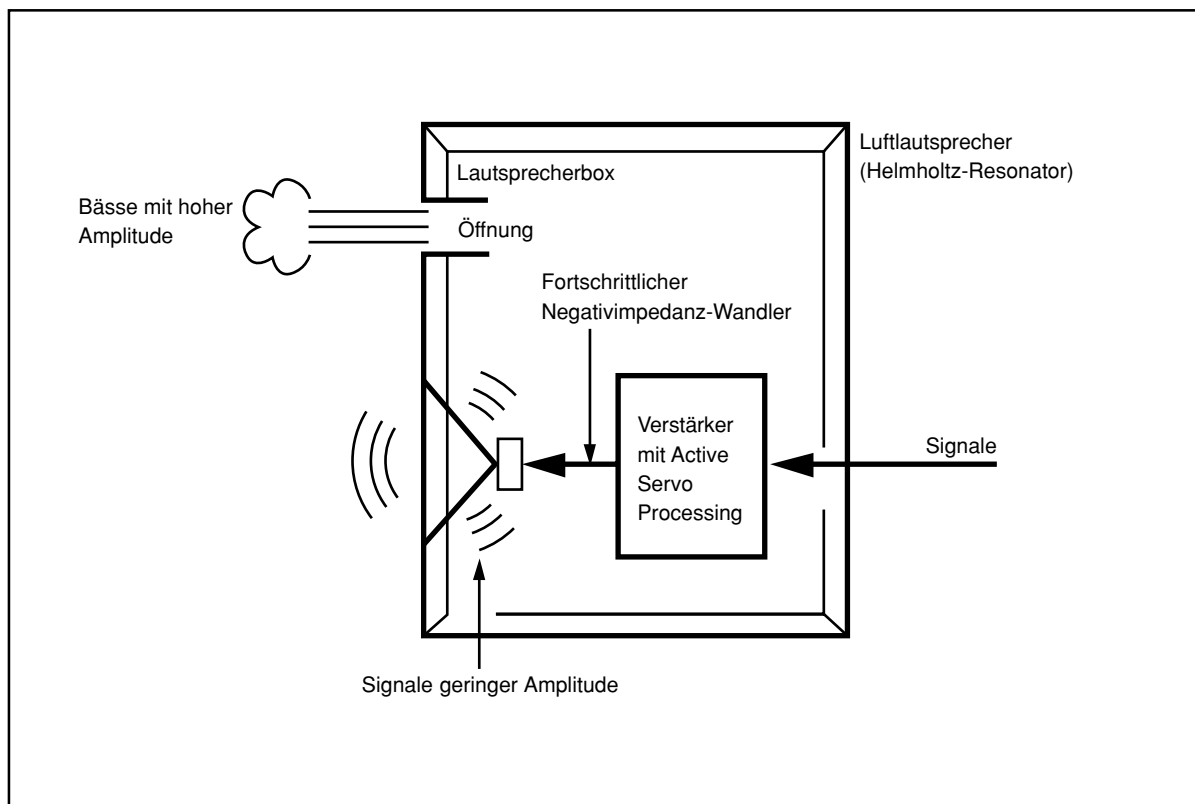 Luftlautsprecher
(Helmholtz-Resonator)
Lautsprecherbox
Bässe mit hoher
Amplitude
Öffnung
Fortschrittlicher
Negativimpedanz-Wandler
Verstärker
mit Active
Servo
Processing
Signale
Signale geringer Amplitude